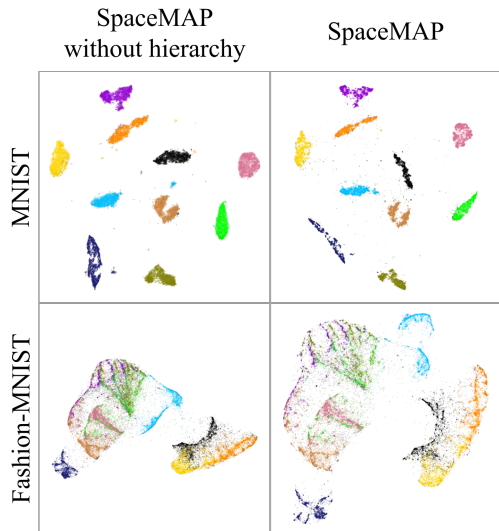 SpaceMAP
without hierarchy
SpaceMAP
MNIST
Fashion-MNIST